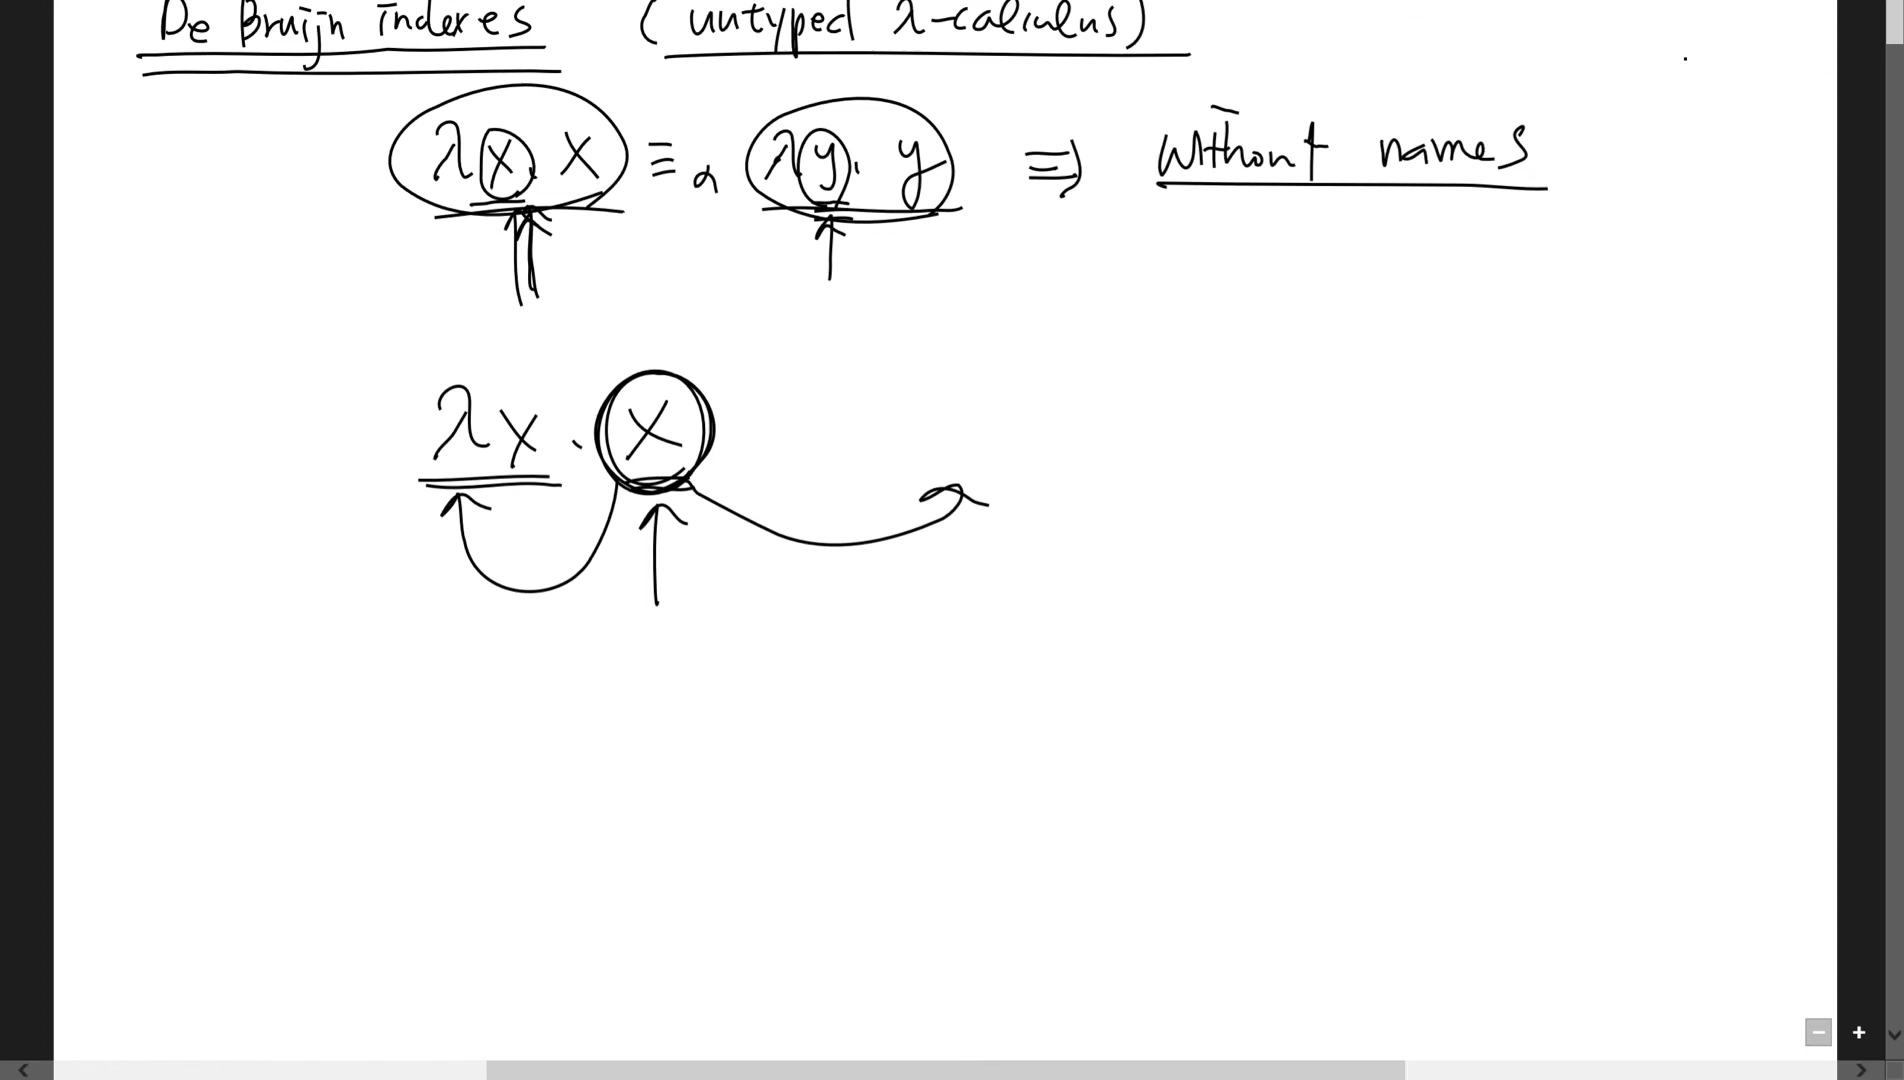 De Bruijn indexes (untyped λ-calculus)
λx. x ≡α λy. y ⇛ without names
λx. x